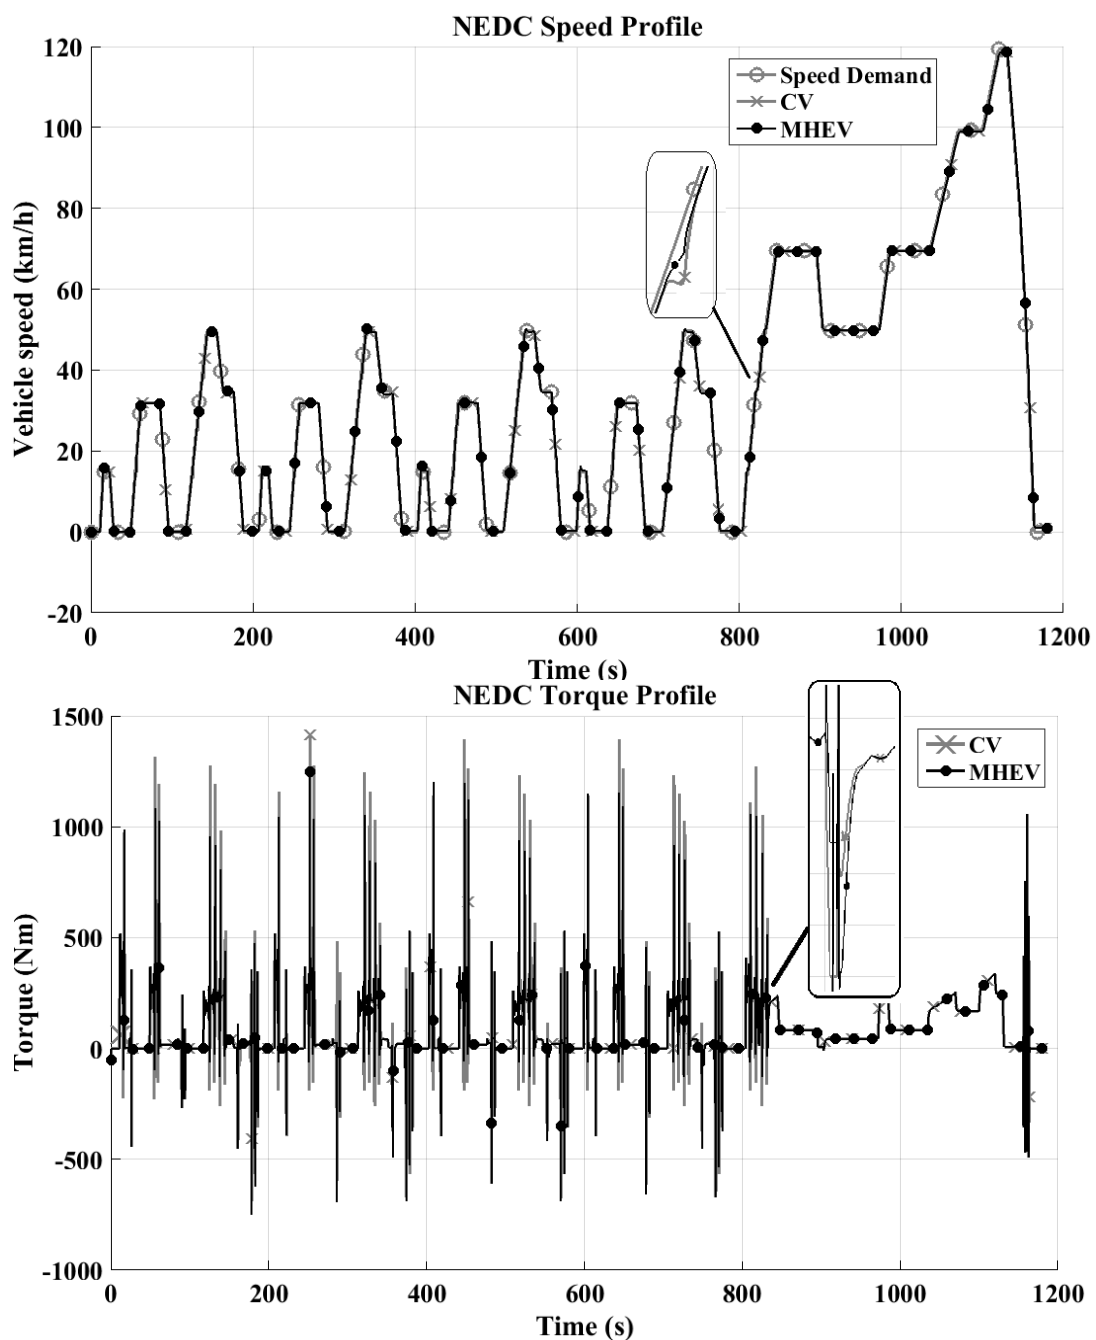 NEDC Speed Profile
120
100
80
60
40
20
0
-20
Vehicle speed (km/h)
Speed Demand
CV
MHEV
0 200 400 600 800 1000 1200
Time (s)
NEDC Torque Profile
1500
1000
500
0
-500
-1000
Torque (Nm)
CV
MHEV
0 200 400 600 800 1000 1200
Time (s)